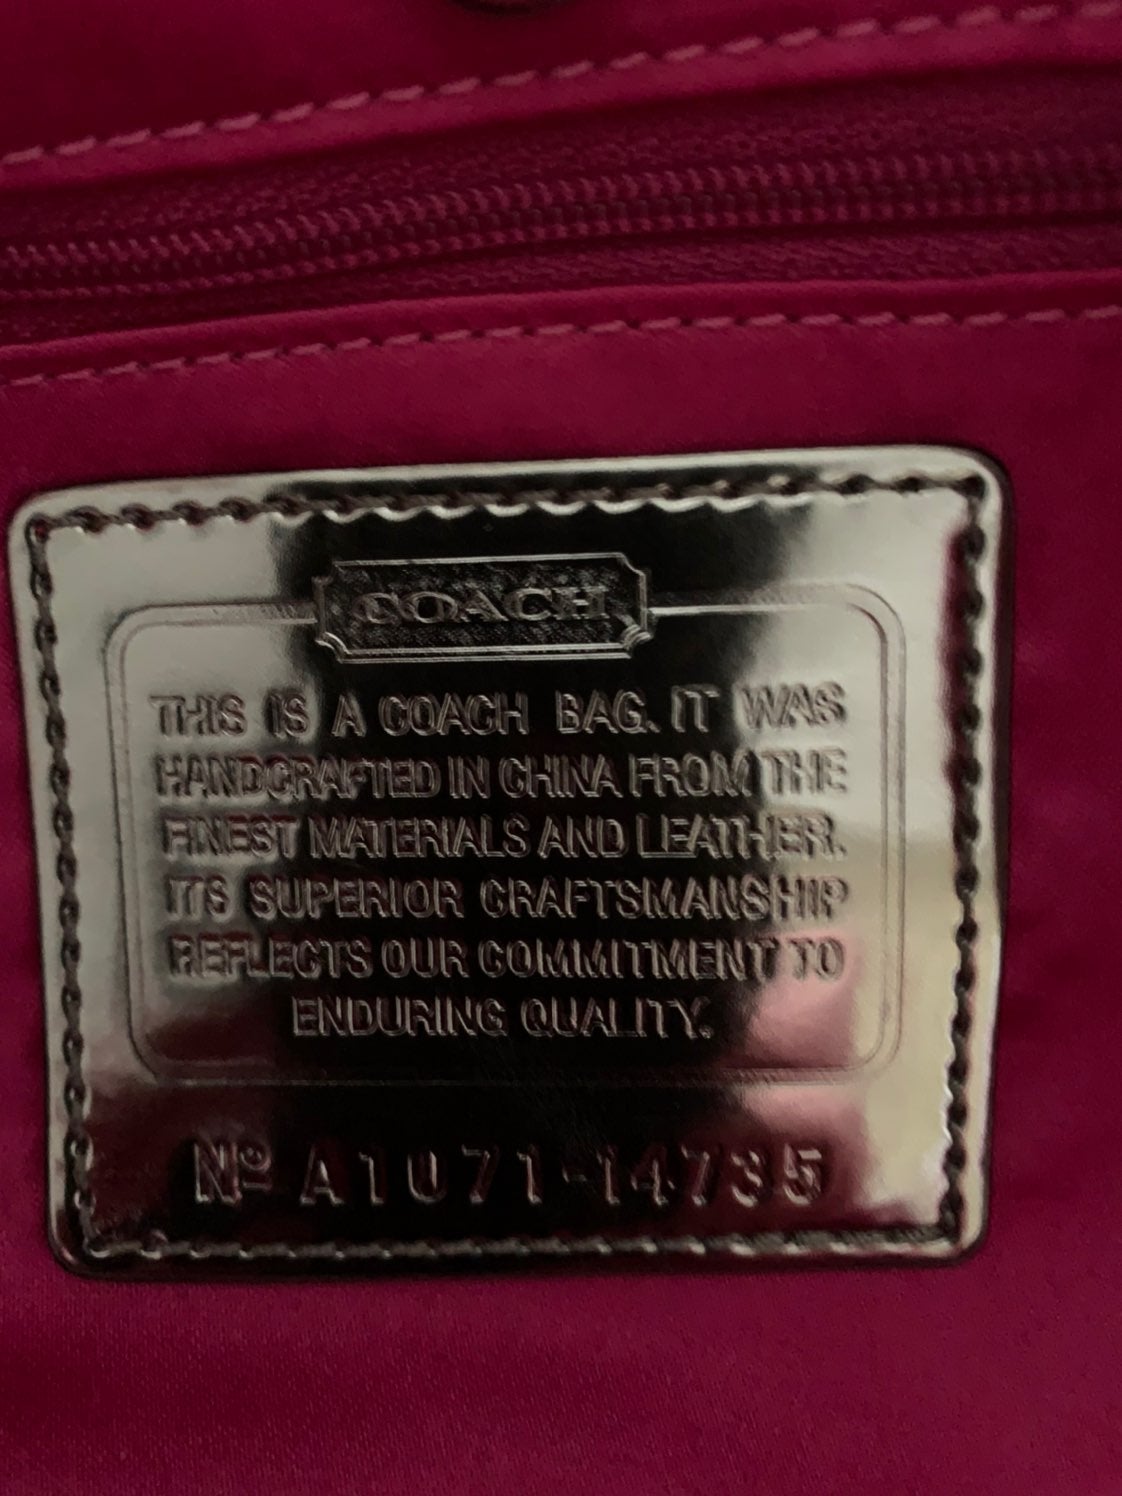 COACH
THIS IS A COACH BAG. IT WAS
HANDCRAFTED IN CHINA FROM THE
FINEST MATERIALS AND LEATHER.
ITS SUPERIOR CRAFTSMANSHIP
REFLECTS OUR COMMITMENT TO
ENDURING QUALITY.
Nº A1071-14735